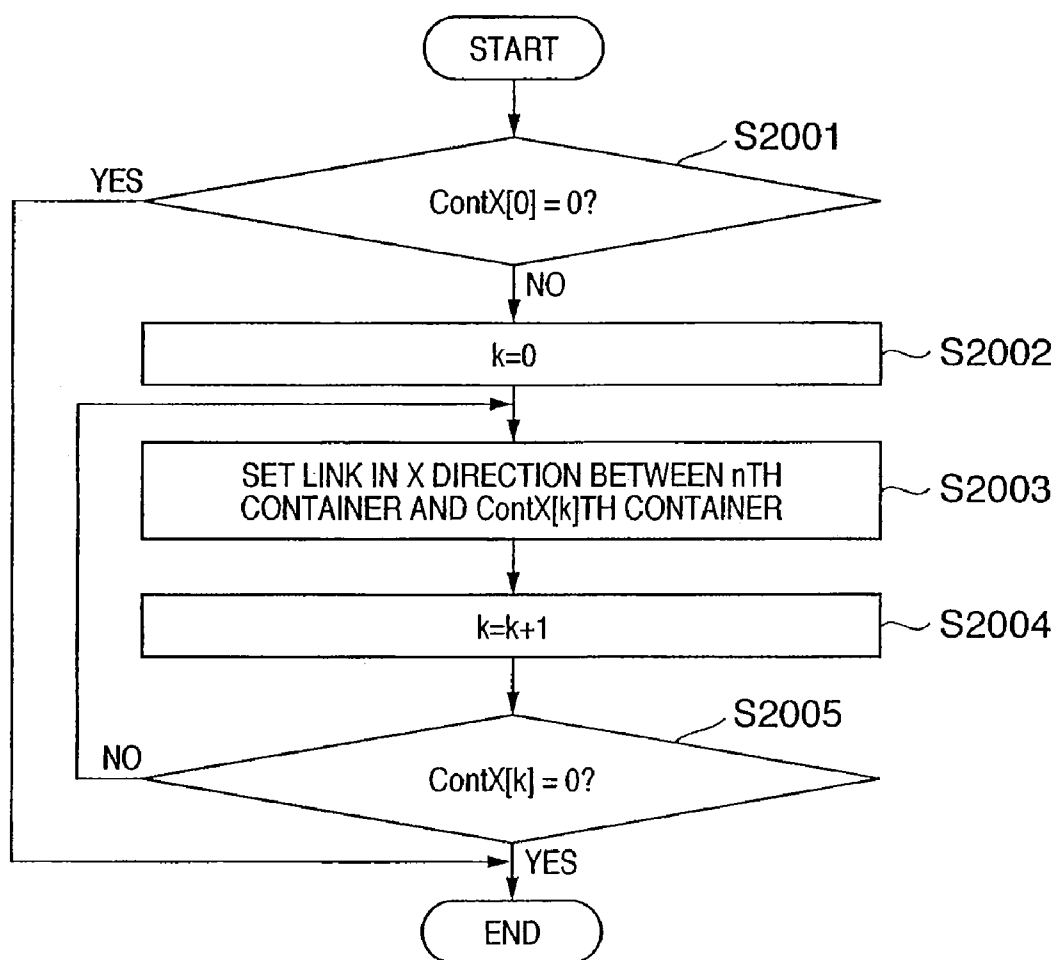 START
S2001
YES
ContX[0] = 0?
NO
k=0
S2002
SET LINK IN X DIRECTION BETWEEN nTH
CONTAINER AND ContX[k]TH CONTAINER
S2003
k=k+1
S2004
S2005
NO
ContX[k] = 0?
YES
END